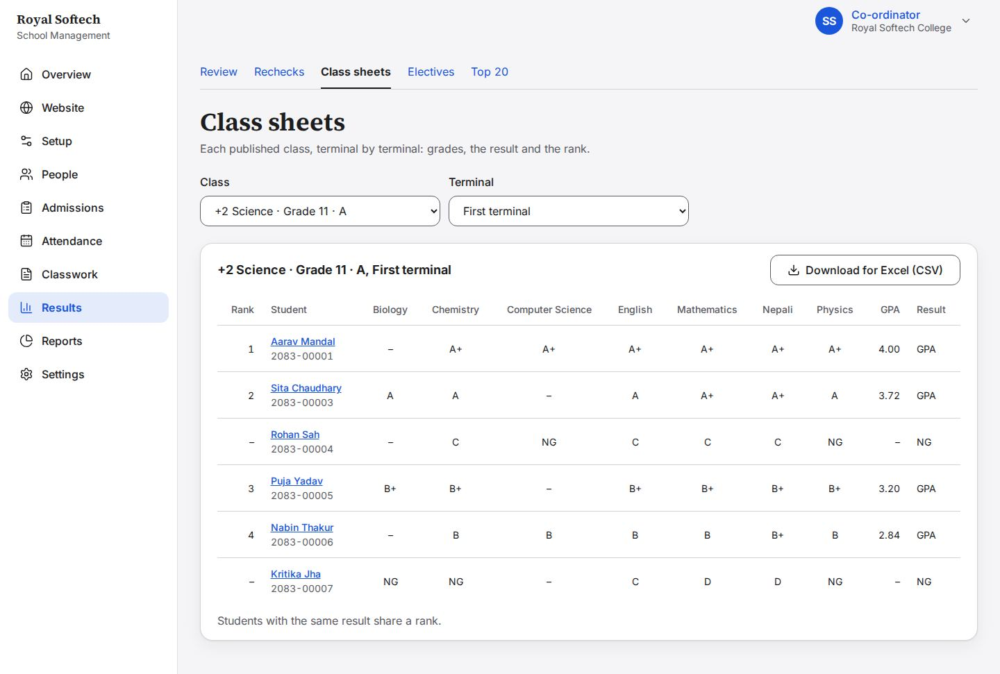 Royal Softech
School Management
Overview
Website
Setup
People
Admissions
Attendance
Classwork
Results
Reports
Settings
SS
Co-ordinator
Royal Softech College
Review Rechecks Class sheets Electives Top 20
Class sheets
Each published class, terminal by terminal: grades, the result and the rank.
Class Terminal
+2 Science · Grade 11 · A First terminal
+2 Science · Grade 11 · A, First terminal Download for Excel (CSV)
Rank Student Biology Chemistry Computer Science English Mathematics Nepali Physics GPA Result
1 Aarav Mandal – A+ A+ A+ A+ A+ A+ 4.00 GPA
2083-00001
2 Sita Chaudhary A A – A A+ A+ A 3.72 GPA
2083-00003
– Rohan Sah – C NG C C C NG – NG
2083-00004
3 Puja Yadav B+ B+ – B+ B+ B+ B+ 3.20 GPA
2083-00005
4 Nabin Thakur – B B B B B+ B 2.84 GPA
2083-00006
– Kritika Jha NG NG – C D D NG – NG
2083-00007
Students with the same result share a rank.